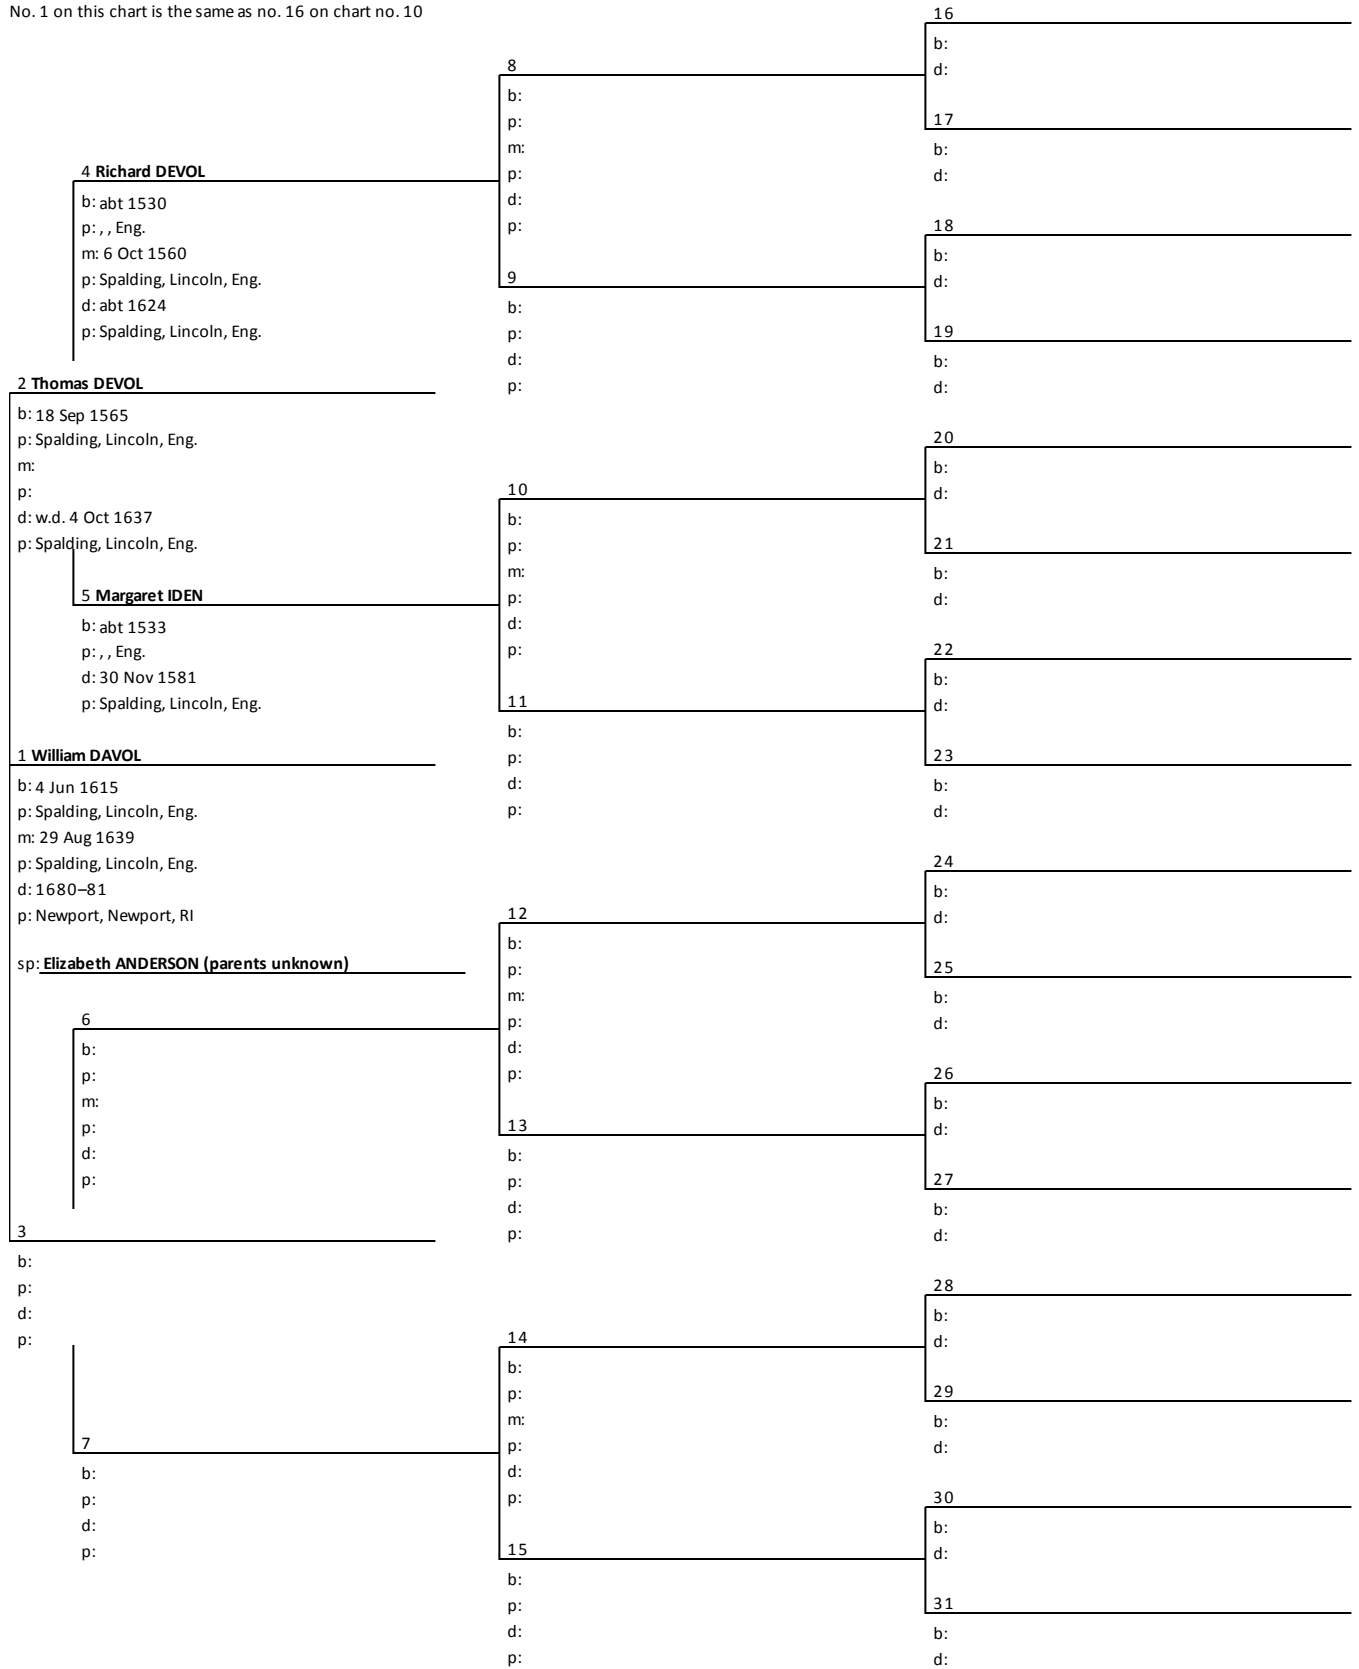 No. 1 on this chart is the same as no. 16 on chart no. 10
4 Richard DEVOL
b: abt 1530
p: , , Eng.
m: 6 Oct 1560
p: Spalding, Lincoln, Eng.
d: abt 1624
p: Spalding, Lincoln, Eng.
2 Thomas DEVOL
b: 18 Sep 1565
p: Spalding, Lincoln, Eng.
m:
p:
d: w.d. 4 Oct 1637
p: Spalding, Lincoln, Eng.
5 Margaret IDEN
b: abt 1533
p: , , Eng.
d: 30 Nov 1581
p: Spalding, Lincoln, Eng.
1 William DAVOL
b: 4 Jun 1615
p: Spalding, Lincoln, Eng.
m: 29 Aug 1639
p: Spalding, Lincoln, Eng.
d: 1680–81
p: Newport, Newport, RI
sp: Elizabeth ANDERSON (parents unknown)
6
b:
p:
m:
p:
d:
p:
3
b:
p:
d:
p:
7
b:
p:
d:
p:
8
b:
p:
m:
p:
d:
p:
9
b:
p:
d:
p:
10
b:
p:
m:
p:
d:
p:
11
b:
p:
d:
p:
12
b:
p:
m:
p:
d:
p:
13
b:
p:
d:
p:
14
b:
p:
m:
p:
d:
p:
15
b:
p:
d:
p:
16
b:
d:
17
b:
d:
18
b:
d:
19
b:
d:
20
b:
d:
21
b:
d:
22
b:
d:
23
b:
d:
24
b:
d:
25
b:
d:
26
b:
d:
27
b:
d:
28
b:
d:
29
b:
d:
30
b:
d:
31
b:
d: